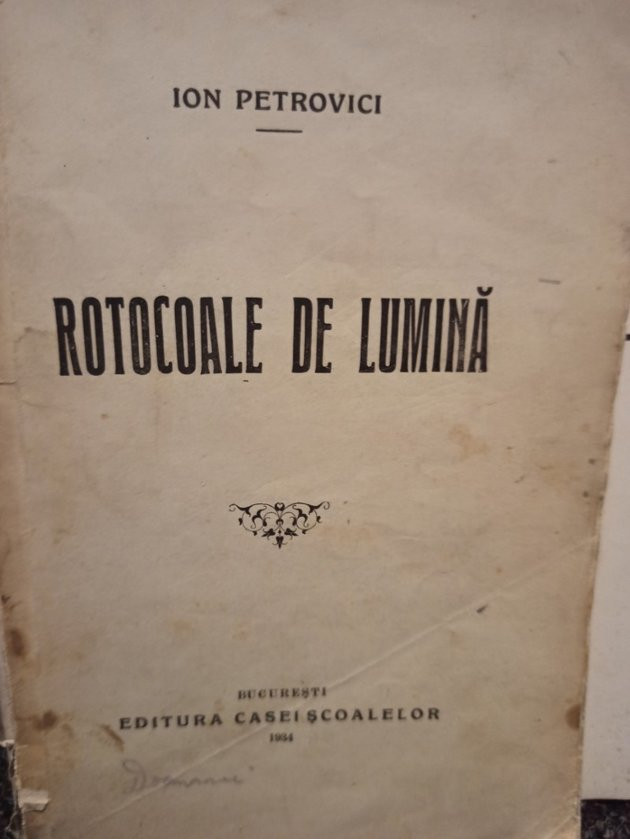 ION PETROVICI
ROTOCOALE DE LUMINĂ
BUCUREȘTI
EDITURA CASEI ȘCOALELOR
1934